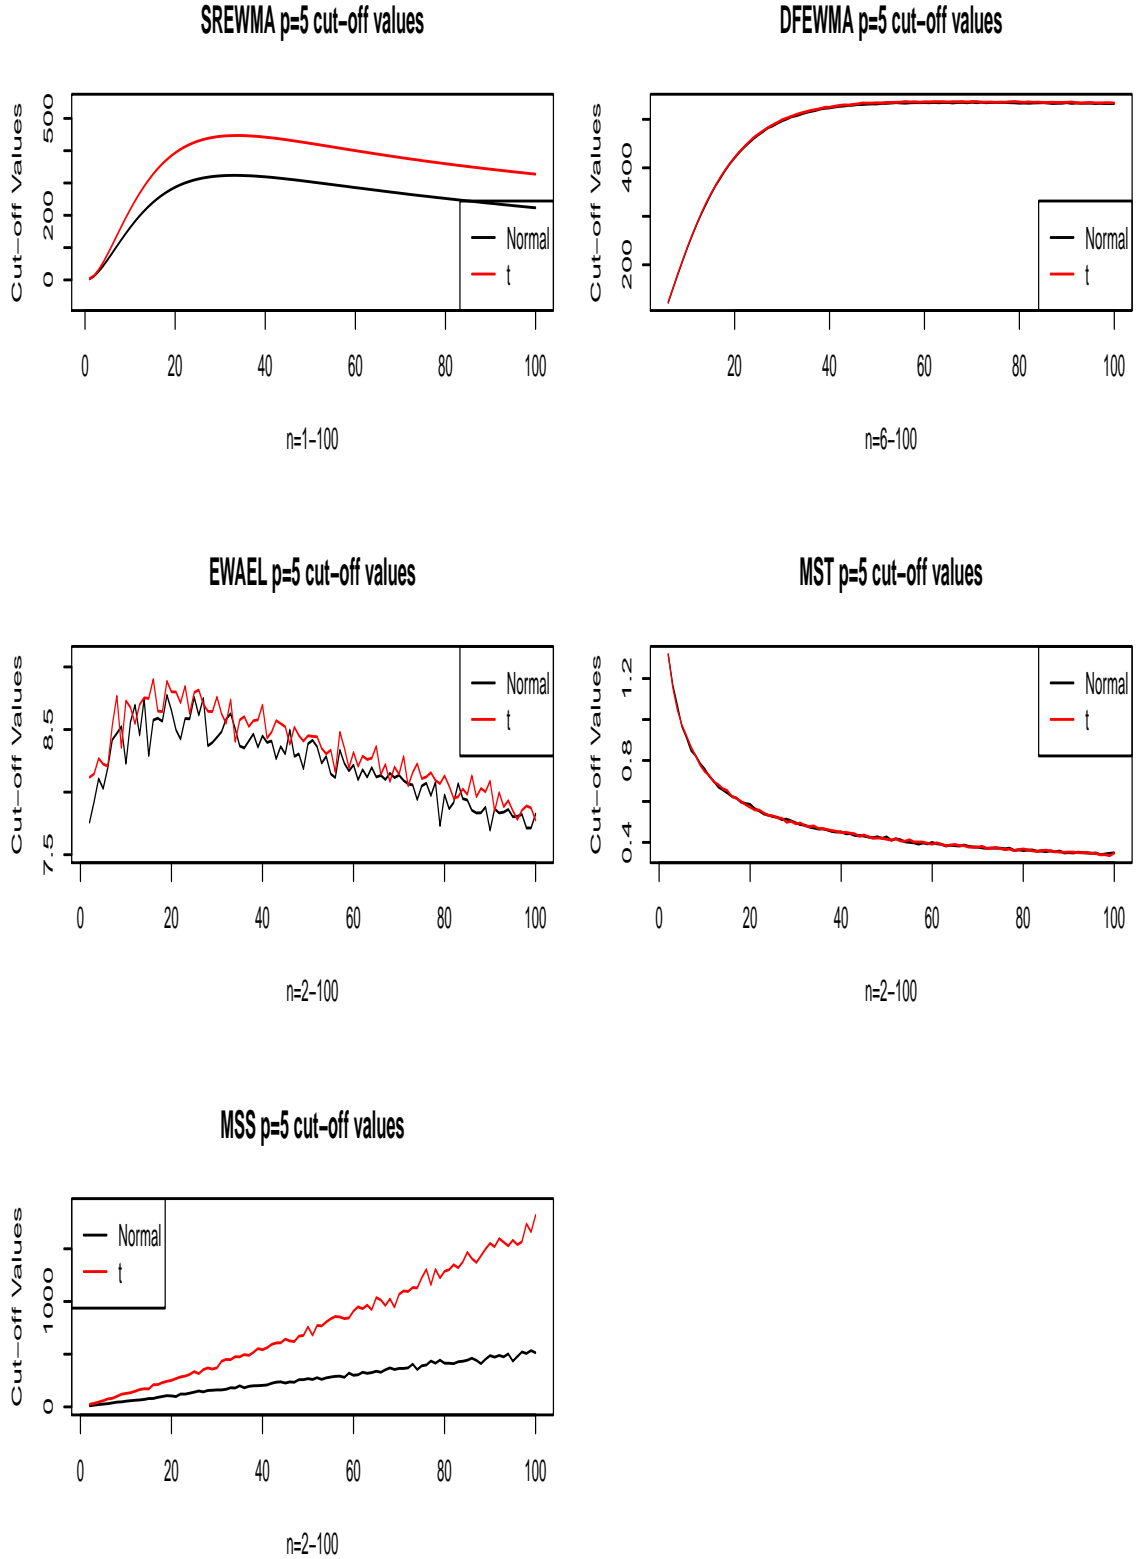 SREWMA p=5 cut-off values
Cut-off Values
0 200 500
Normal
t
0 20 40 60 80 100
n=1-100
DFEWMA p=5 cut-off values
Cut-off Values
200 400
Normal
t
20 40 60 80 100
n=6-100
EWAEL p=5 cut-off values
Cut-off Values
7.5 8.5
Normal
t
0 20 40 60 80 100
n=2-100
MST p=5 cut-off values
Cut-off Values
0.4 0.8 1.2
Normal
t
0 20 40 60 80 100
n=2-100
MSS p=5 cut-off values
Cut-off Values
0 1000
Normal
t
0 20 40 60 80 100
n=2-100